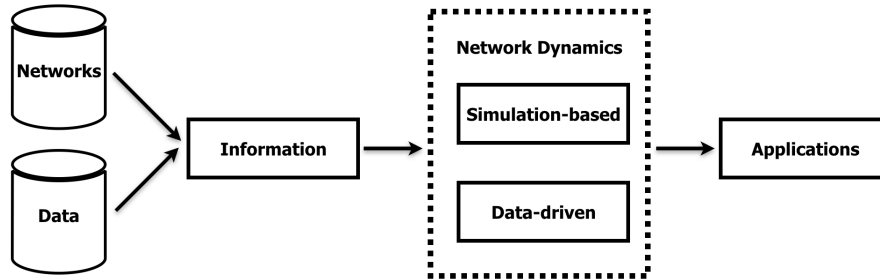 Networks
Data
Information
Network Dynamics
Simulation-based
Data-driven
Applications